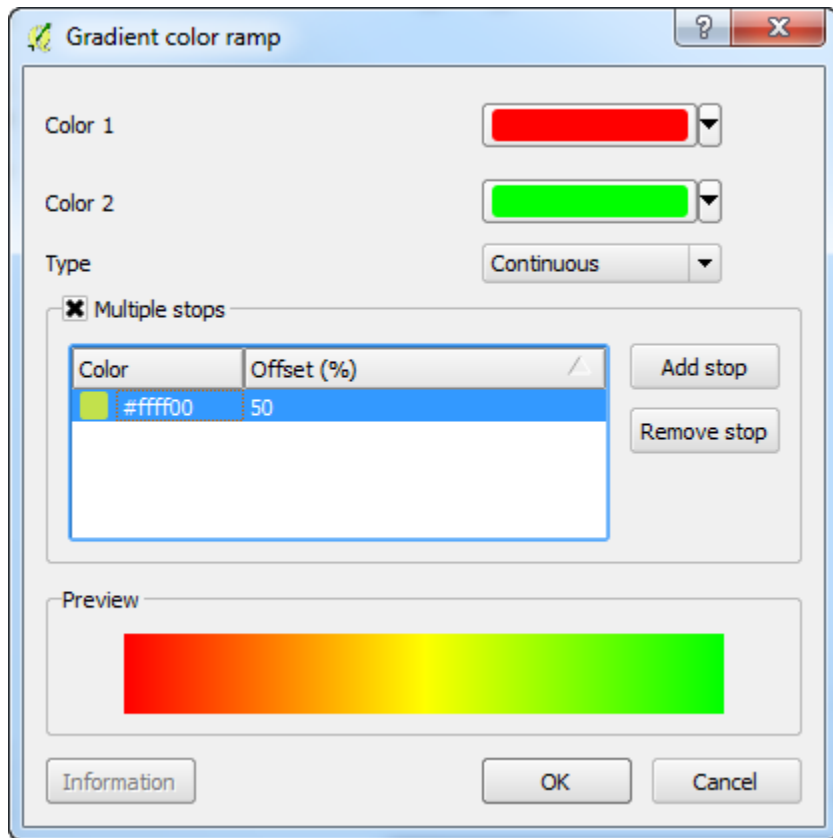 Gradient color ramp
Color 1
Color 2
Type Continuous
Multiple stops
Color Offset (%) Add stop
#ffff00 50
Remove stop
Preview
Information OK Cancel